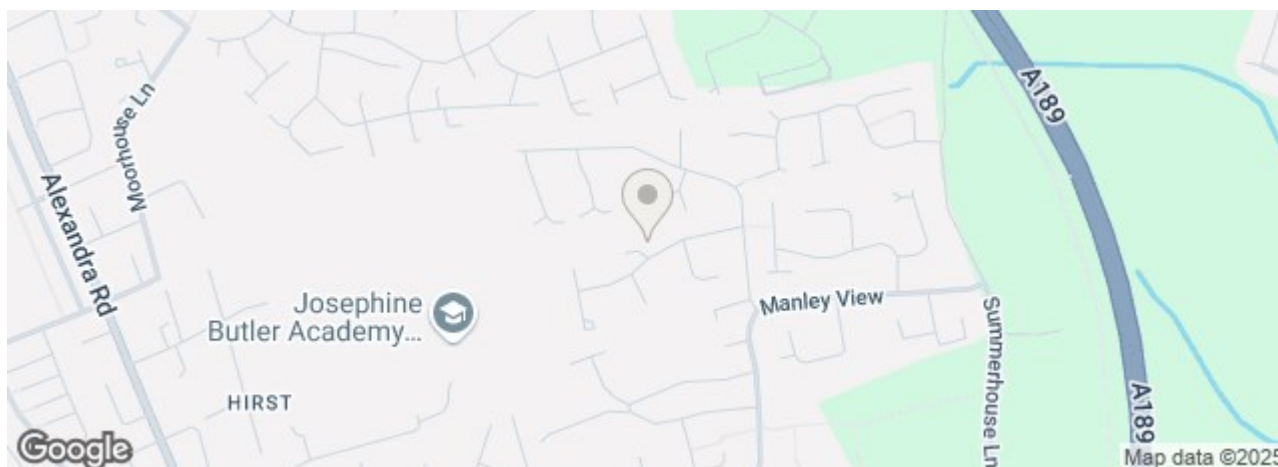 Moorhouse Ln
A189
Alexandra Rd
Josephine
Butler Academy...
Manley View
Summerhouse Ln
HIRST
A189
Google
Map data ©2025